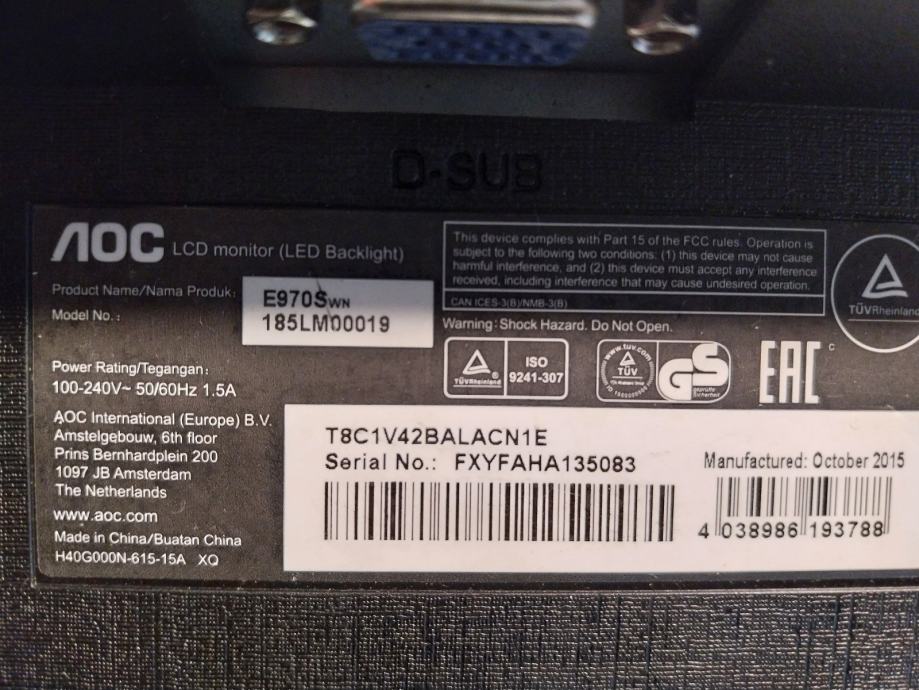 D-SUB
AOC LCD monitor (LED Backlight)
Product Name/Nama Produk: E970SWN
Model No.: 185LM00019
Power Rating/Tegangan:
100-240V~ 50/60Hz 1.5A
AOC International (Europe) B.V.
Amstelgebouw, 6th floor
Prins Bernhardplein 200
1097 JB Amsterdam
The Netherlands
www.aoc.com
Made in China/Buatan China
H40G000N-615-15A XQ
This device complies with Part 15 of the FCC rules. Operation is
subject to the following two conditions: (1) this device may not cause
harmful interference, and (2) this device must accept any interference
received, including interference that may cause undesired operation.
CAN ICES-3(B)/NMB-3(B)
Warning: Shock Hazard. Do Not Open.
TÜVRheinland
TÜVRheinland®
ISO
9241-307
www.tuv.com
TÜV
GS
geprüfte
Sicherheit
EAC
C
T8C1V42BALACN1E
Serial No.: FXYFAHA135083
Manufactured: October 2015
4 038986 193788